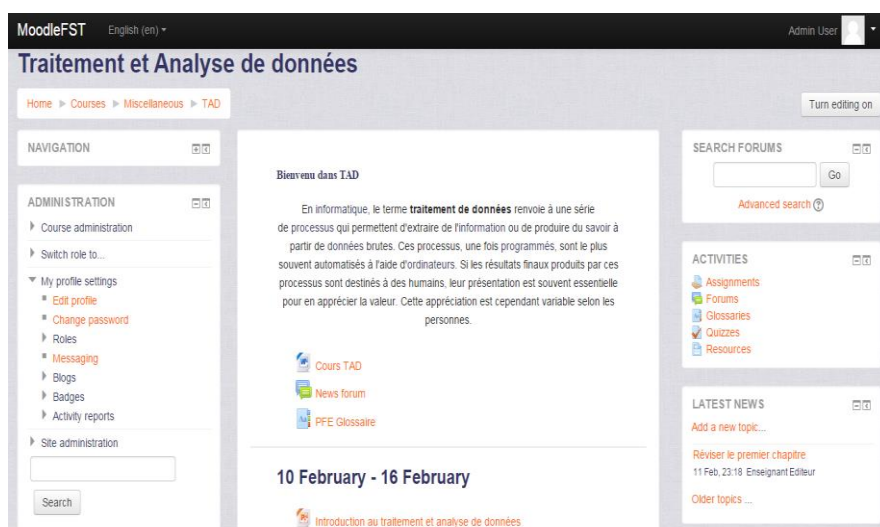 MoodleFST
English (en)
Admin User
Traitement et Analyse de données
Home
Courses
Miscellaneous
TAD
Turn editing on
NAVIGATION
ADMINISTRATION
Course administration
Switch role to...
My profile settings
Edit profile
Change password
Roles
Messaging
Blogs
Badges
Activity reports
Site administration
Search
Bienvenu dans TAD
En informatique, le terme traitement de données renvoie à une série
de processus qui permettent d'extraire de l'information ou de produire du savoir à
partir de données brutes. Ces processus, une fois programmés, sont le plus
souvent automatisés à l'aide d'ordinateurs. Si les résultats finaux produits par ces
processus sont destinés à des humains, leur présentation est souvent essentielle
pour en apprécier la valeur. Cette appréciation est cependant variable selon les
personnes.
Cours TAD
News forum
PFE Glossaire
10 February - 16 February
Introduction au traitement et analyse de données
SEARCH FORUMS
Go
Advanced search
ACTIVITIES
Assignments
Forums
Glossaries
Quizzes
Resources
LATEST NEWS
Add a new topic...
Réviser le premier chapitre
11 Feb, 23:18 Enseignant Editeur
Older topics ...